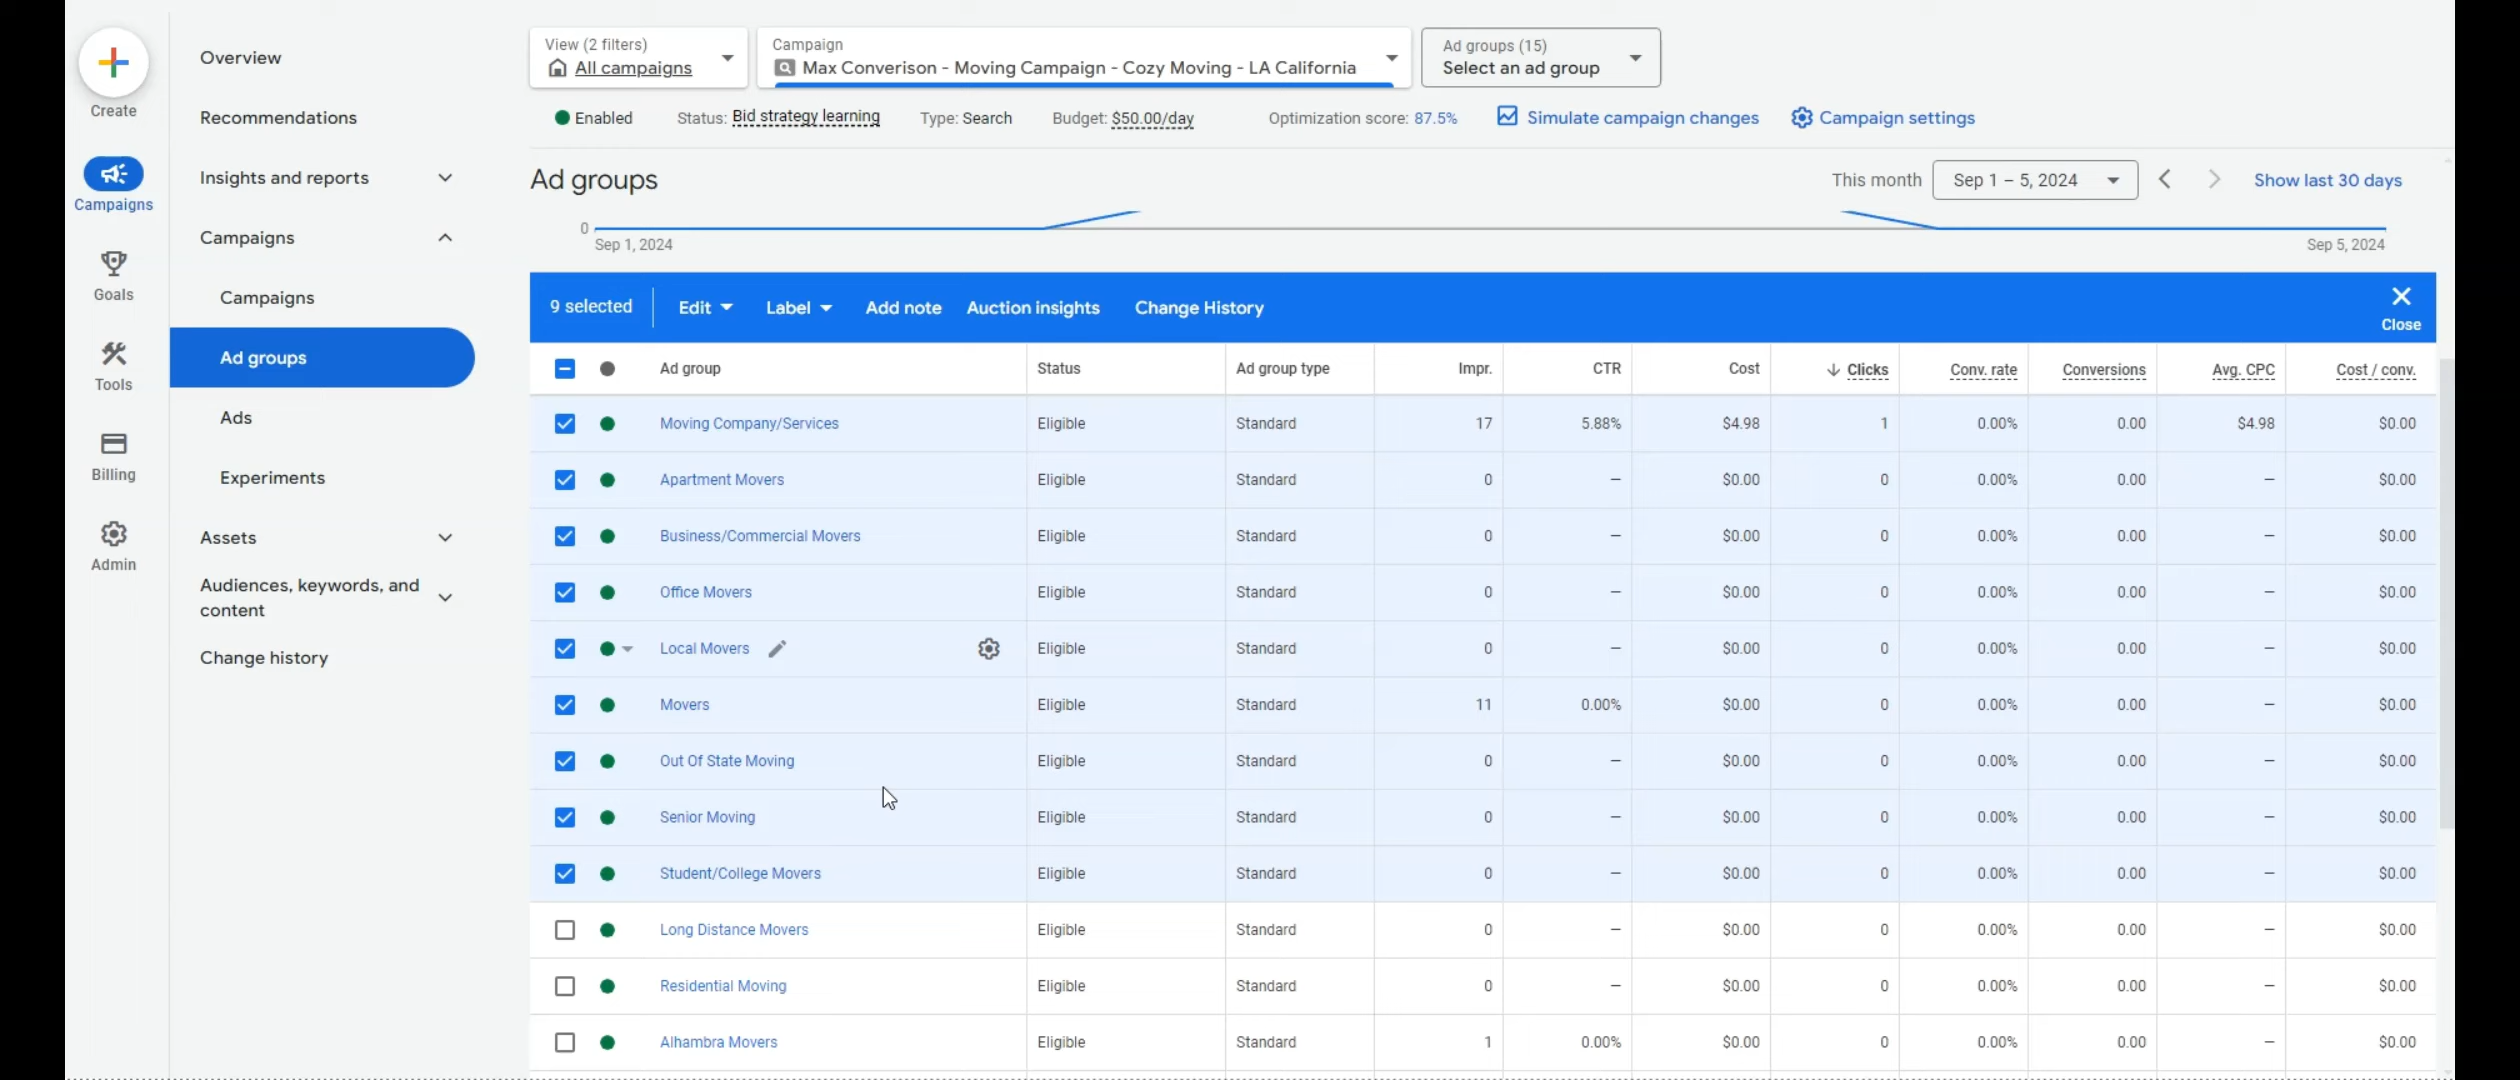 Create
Campaigns
Goals
Tools
Billing
Admin
Overview
Recommendations
Insights and reports
Campaigns
Campaigns
Ad groups
Ads
Experiments
Assets
Audiences, keywords, and
content
Change history
View (2 filters)
All campaigns
Campaign
Max Converison - Moving Campaign - Cozy Moving - LA California
Ad groups (15)
Select an ad group
Enabled Status: Bid strategy learning Type: Search Budget: $50.00/day Optimization score: 87.5% Simulate campaign changes Campaign settings
Ad groups This month Sep 1 – 5, 2024 Show last 30 days
0
Sep 1, 2024 Sep 5, 2024
9 selected Edit Label Add note Auction insights Change History Close
Ad group Status Ad group type Impr. CTR Cost Clicks Conv. rate Conversions Avg. CPC Cost / conv.
Moving Company/Services Eligible Standard 17 5.88% $4.98 1 0.00% 0.00 $4.98 $0.00
Apartment Movers Eligible Standard 0 – $0.00 0 0.00% 0.00 – $0.00
Business/Commercial Movers Eligible Standard 0 – $0.00 0 0.00% 0.00 – $0.00
Office Movers Eligible Standard 0 – $0.00 0 0.00% 0.00 – $0.00
Local Movers Eligible Standard 0 – $0.00 0 0.00% 0.00 – $0.00
Movers Eligible Standard 11 0.00% $0.00 0 0.00% 0.00 – $0.00
Out Of State Moving Eligible Standard 0 – $0.00 0 0.00% 0.00 – $0.00
Senior Moving Eligible Standard 0 – $0.00 0 0.00% 0.00 – $0.00
Student/College Movers Eligible Standard 0 – $0.00 0 0.00% 0.00 – $0.00
Long Distance Movers Eligible Standard 0 – $0.00 0 0.00% 0.00 – $0.00
Residential Moving Eligible Standard 0 – $0.00 0 0.00% 0.00 – $0.00
Alhambra Movers Eligible Standard 1 0.00% $0.00 0 0.00% 0.00 – $0.00